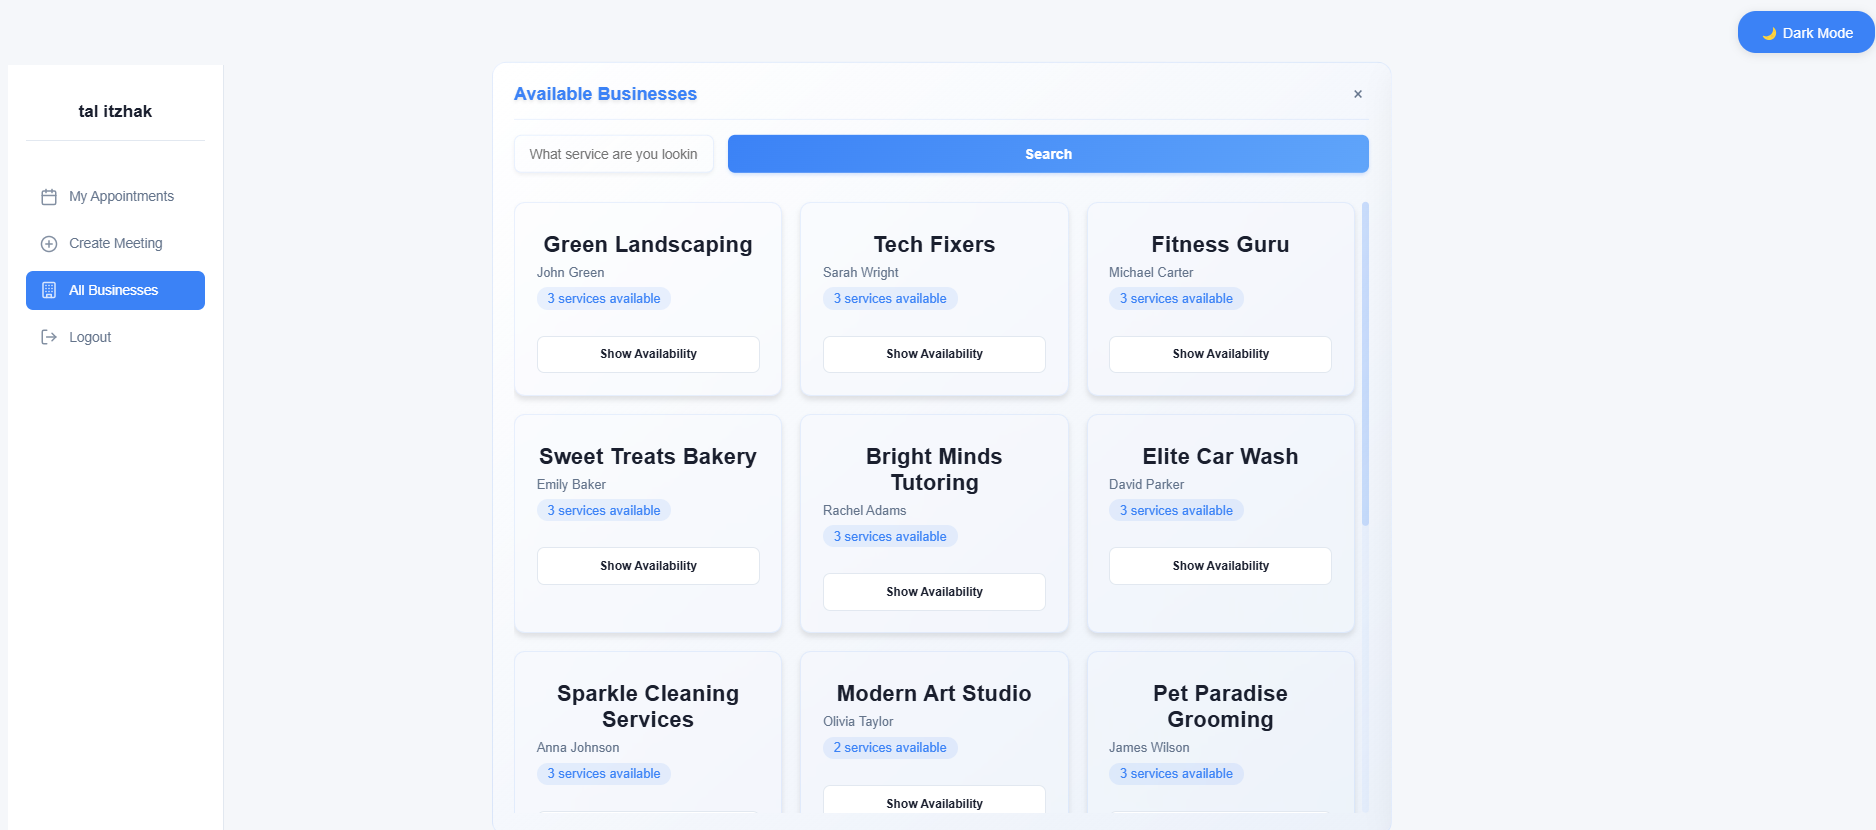 Dark Mode
tal itzhak
My Appointments
Create Meeting
All Businesses
Logout
Available Businesses
×
What service are you lookin
Search
Green Landscaping
John Green
3 services available
Show Availability
Tech Fixers
Sarah Wright
3 services available
Show Availability
Fitness Guru
Michael Carter
3 services available
Show Availability
Sweet Treats Bakery
Emily Baker
3 services available
Show Availability
Bright Minds
Tutoring
Rachel Adams
3 services available
Show Availability
Elite Car Wash
David Parker
3 services available
Show Availability
Sparkle Cleaning
Services
Anna Johnson
3 services available
Modern Art Studio
Olivia Taylor
2 services available
Show Availability
Pet Paradise
Grooming
James Wilson
3 services available